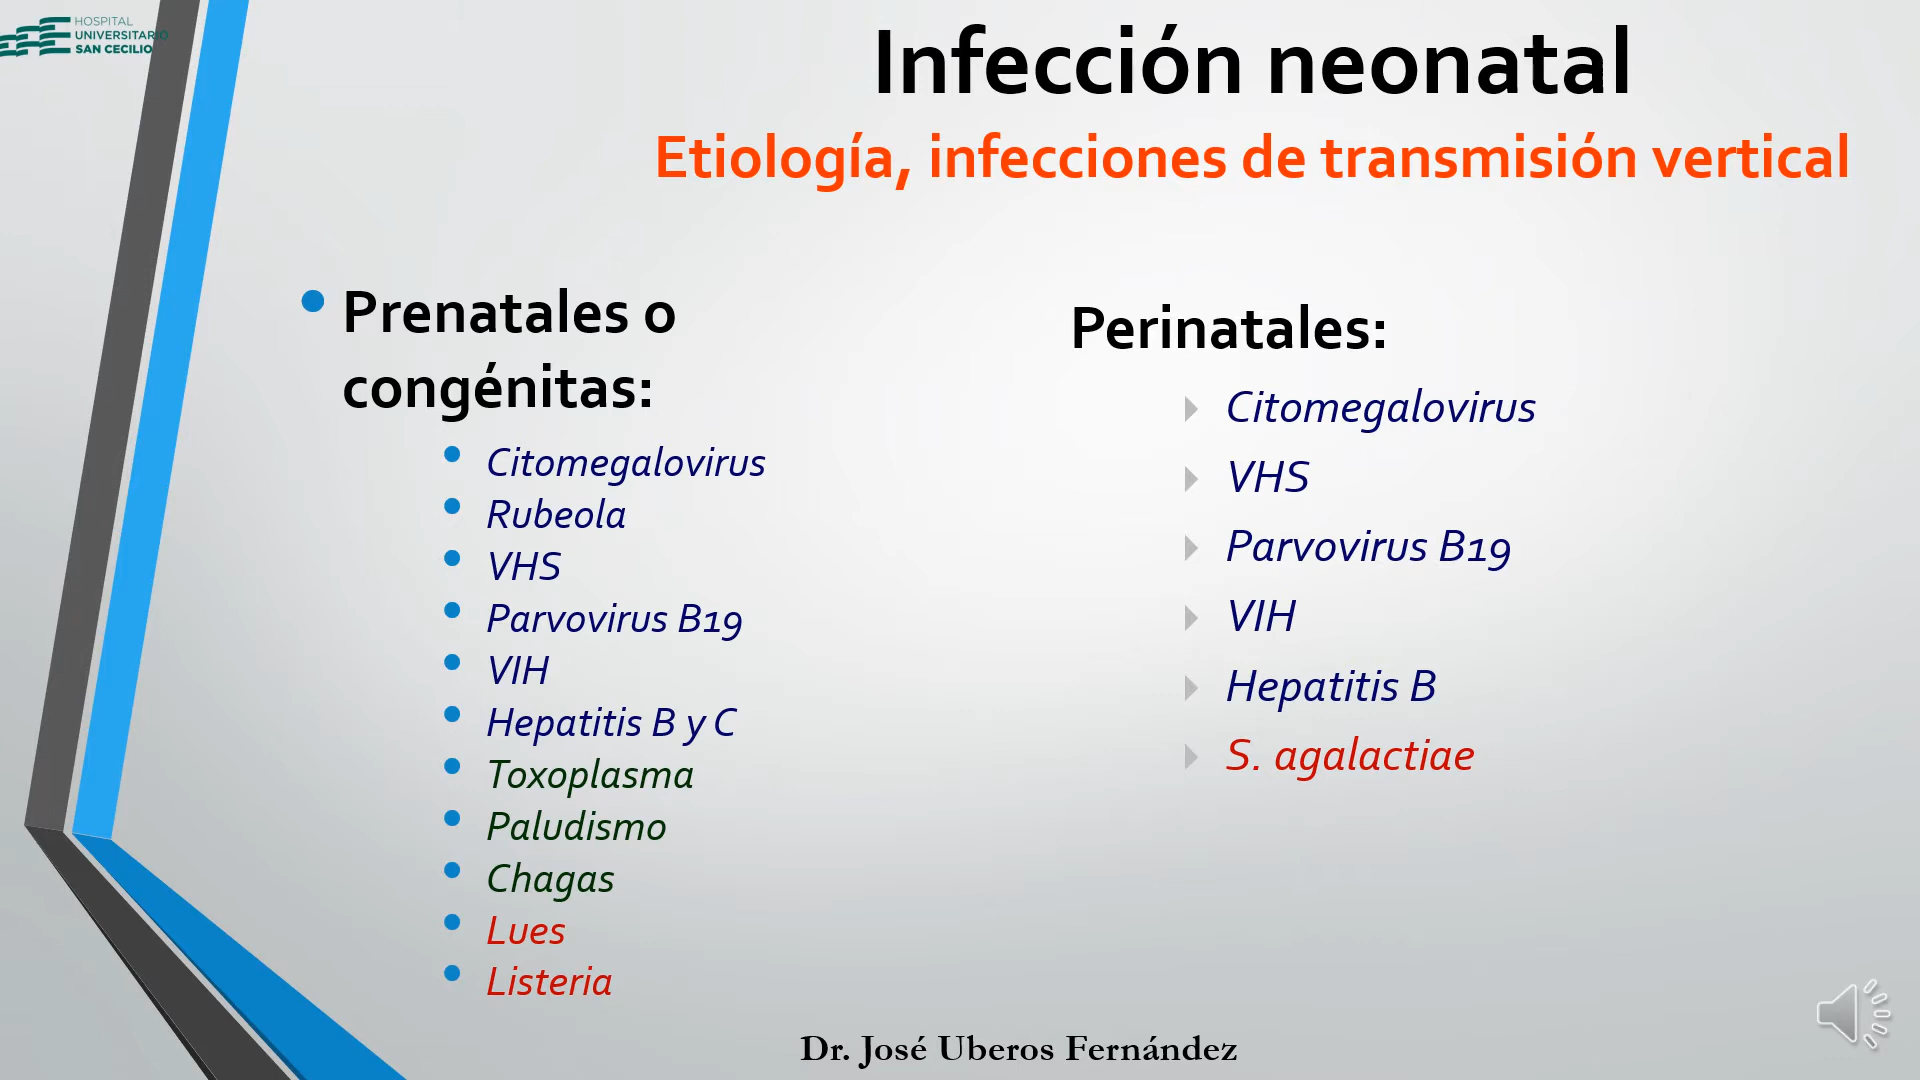 HOSPITAL
UNIVERSITARIO
SAN CECILIO
Infección neonatal
Etiología, infecciones de transmisión vertical
Prenatales o
congénitas:
Citomegalovirus
Rubeola
VHS
Parvovirus B19
VIH
Hepatitis B y C
Toxoplasma
Paludismo
Chagas
Lues
Listeria
Perinatales:
Citomegalovirus
VHS
Parvovirus B19
VIH
Hepatitis B
S. agalactiae
Dr. José Uberos Fernández